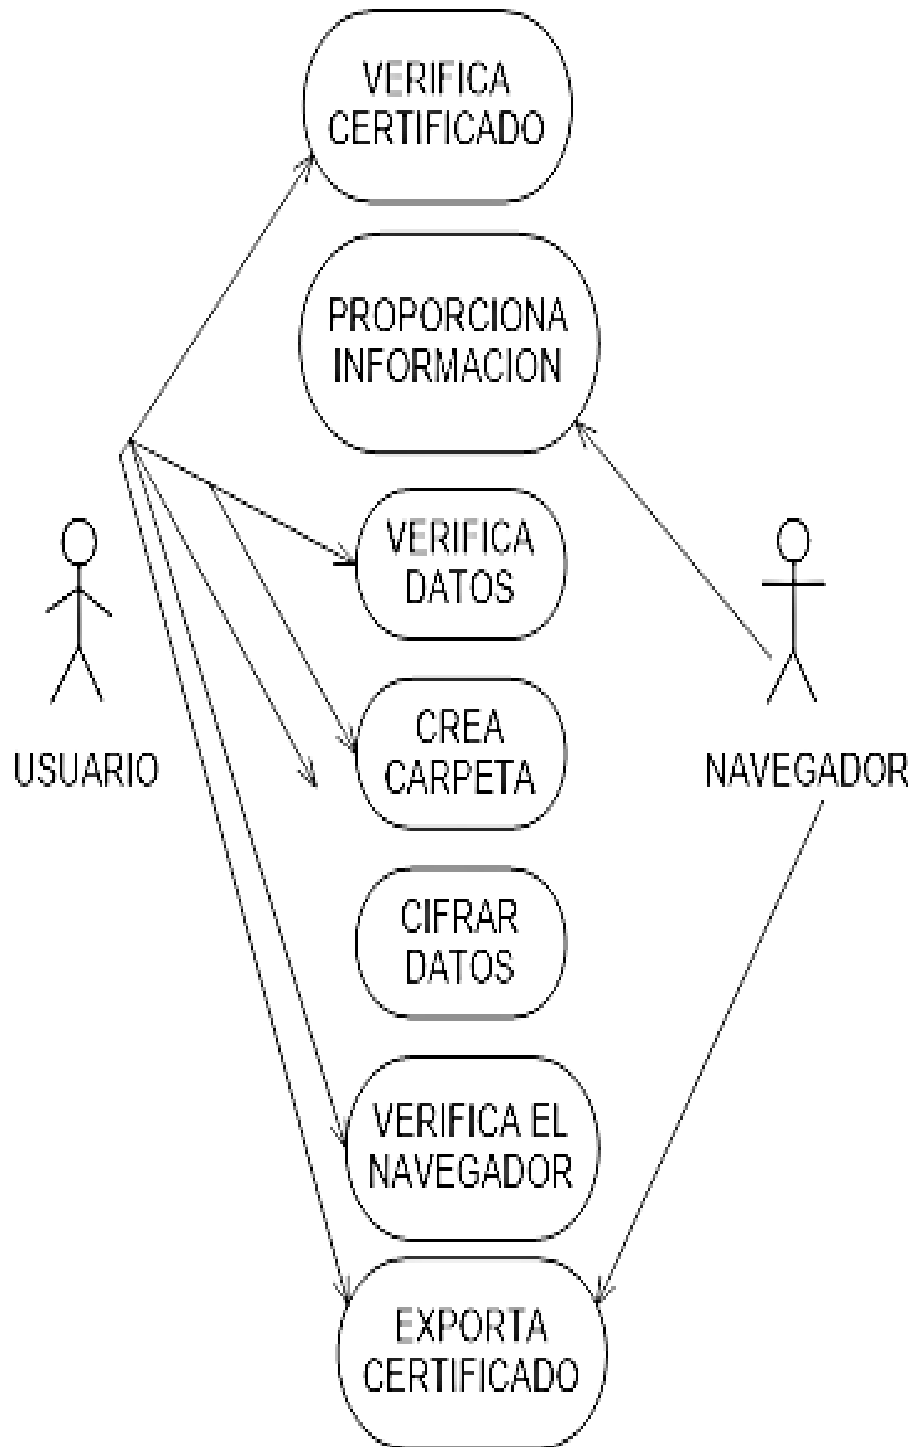 VERIFICA
CERTIFICADO
PROPORCIONA
INFORMACION
VERIFICA
DATOS
CREA
CARPETA
USUARIO
NAVEGADOR
CIFRAR
DATOS
VERIFICA EL
NAVEGADOR
EXPORTA
CERTIFICADO